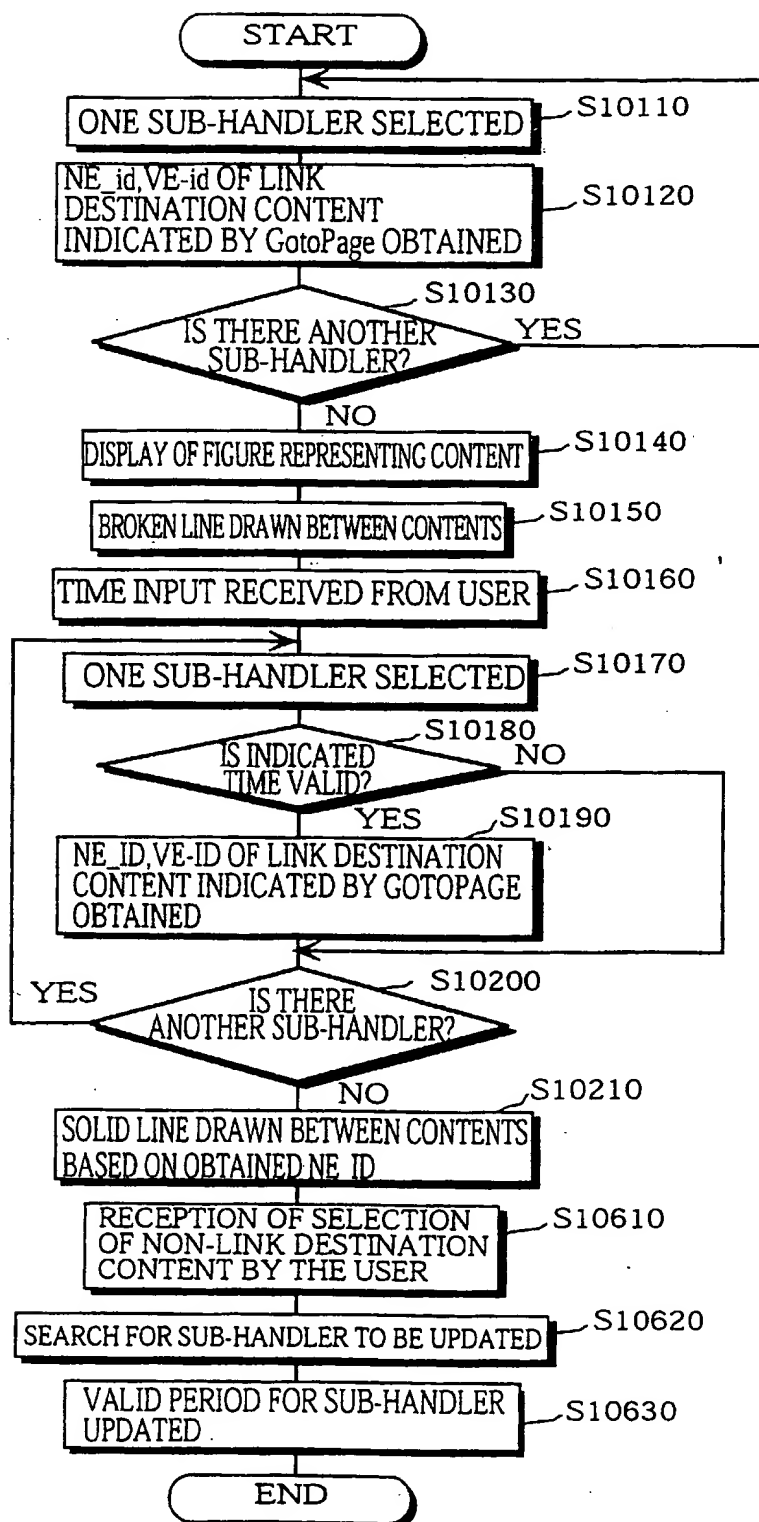 START
ONE SUB-HANDLER SELECTED
S10110
NE_id,VE-id OF LINK
DESTINATION CONTENT
INDICATED BY GotoPage OBTAINED
S10120
S10130
IS THERE ANOTHER
SUB-HANDLER?
YES
NO
DISPLAY OF FIGURE REPRESENTING CONTENT
S10140
BROKEN LINE DRAWN BETWEEN CONTENTS
S10150
TIME INPUT RECEIVED FROM USER
S10160
ONE SUB-HANDLER SELECTED
S10170
S10180
IS INDICATED
TIME VALID?
NO
YES
S10190
NE_ID,VE-ID OF LINK DESTINATION
CONTENT INDICATED BY GOTOPAGE
OBTAINED
S10200
YES
IS THERE
ANOTHER SUB-HANDLER?
NO
S10210
SOLID LINE DRAWN BETWEEN CONTENTS
BASED ON OBTAINED NE_ID
RECEPTION OF SELECTION
OF NON-LINK DESTINATION
CONTENT BY THE USER
S10610
SEARCH FOR SUB-HANDLER TO BE UPDATED
S10620
VALID PERIOD FOR SUB-HANDLER
UPDATED
S10630
END